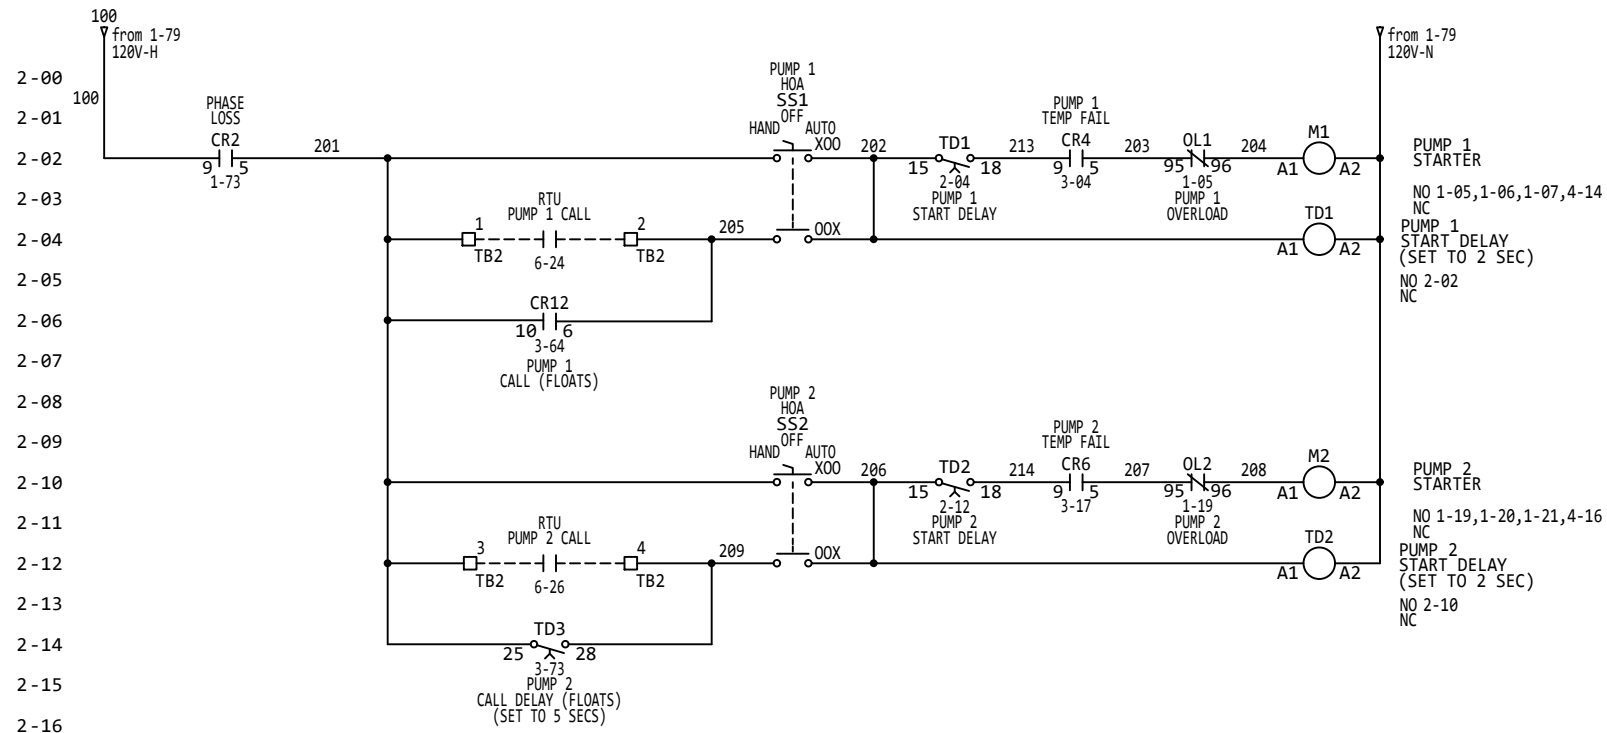 100
from 1-79
120V-H
from 1-79
120V-N
2-00
100
2-01
PHASE
LOSS
PUMP 1
HOA
SS1
OFF
HAND AUTO
XOO
PUMP 1
TEMP FAIL
2-02
CR2
9 5
1-73
201
202
TD1
15 18
2-04
PUMP 1
START DELAY
213
CR4
9 5
3-04
203
OL1
95 96
1-05
PUMP 1
OVERLOAD
204
M1
A1 A2
PUMP 1
STARTER
NO 1-05,1-06,1-07,4-14
NC
2-03
RTU
PUMP 1 CALL
2-04
1
TB2
6-24
2
TB2
205
OOX
TD1
A1 A2
PUMP 1
START DELAY
(SET TO 2 SEC)
NO 2-02
NC
2-05
2-06
CR12
10 6
3-64
PUMP 1
CALL (FLOATS)
2-07
2-08
2-09
PUMP 2
HOA
SS2
OFF
HAND AUTO
XOO
PUMP 2
TEMP FAIL
2-10
206
TD2
15 18
2-12
PUMP 2
START DELAY
214
CR6
9 5
3-17
207
OL2
95 96
1-19
PUMP 2
OVERLOAD
208
M2
A1 A2
PUMP 2
STARTER
NO 1-19,1-20,1-21,4-16
NC
2-11
RTU
PUMP 2 CALL
2-12
3
TB2
6-26
4
TB2
209
OOX
TD2
A1 A2
PUMP 2
START DELAY
(SET TO 2 SEC)
NO 2-10
NC
2-13
2-14
TD3
25 28
3-73
PUMP 2
CALL DELAY (FLOATS)
(SET TO 5 SECS)
2-15
2-16